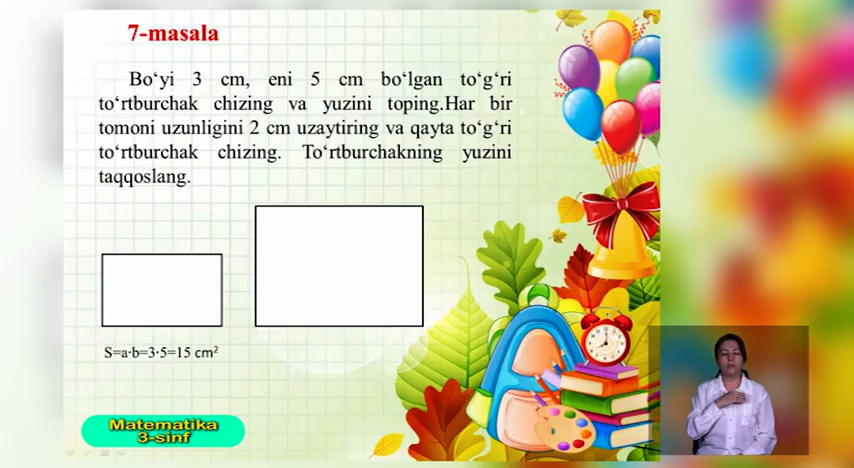 7-masala
Bo‘yi 3 cm, eni 5 cm bo‘lgan to‘g‘ri
to‘rtburchak chizing va yuzini toping.Har bir
tomoni uzunligini 2 cm uzaytiring va qayta to‘g‘ri
to‘rtburchak chizing. To‘rtburchakning yuzini
taqqoslang.
S=a·b=3·5=15 cm²
Matematika
3-sinf